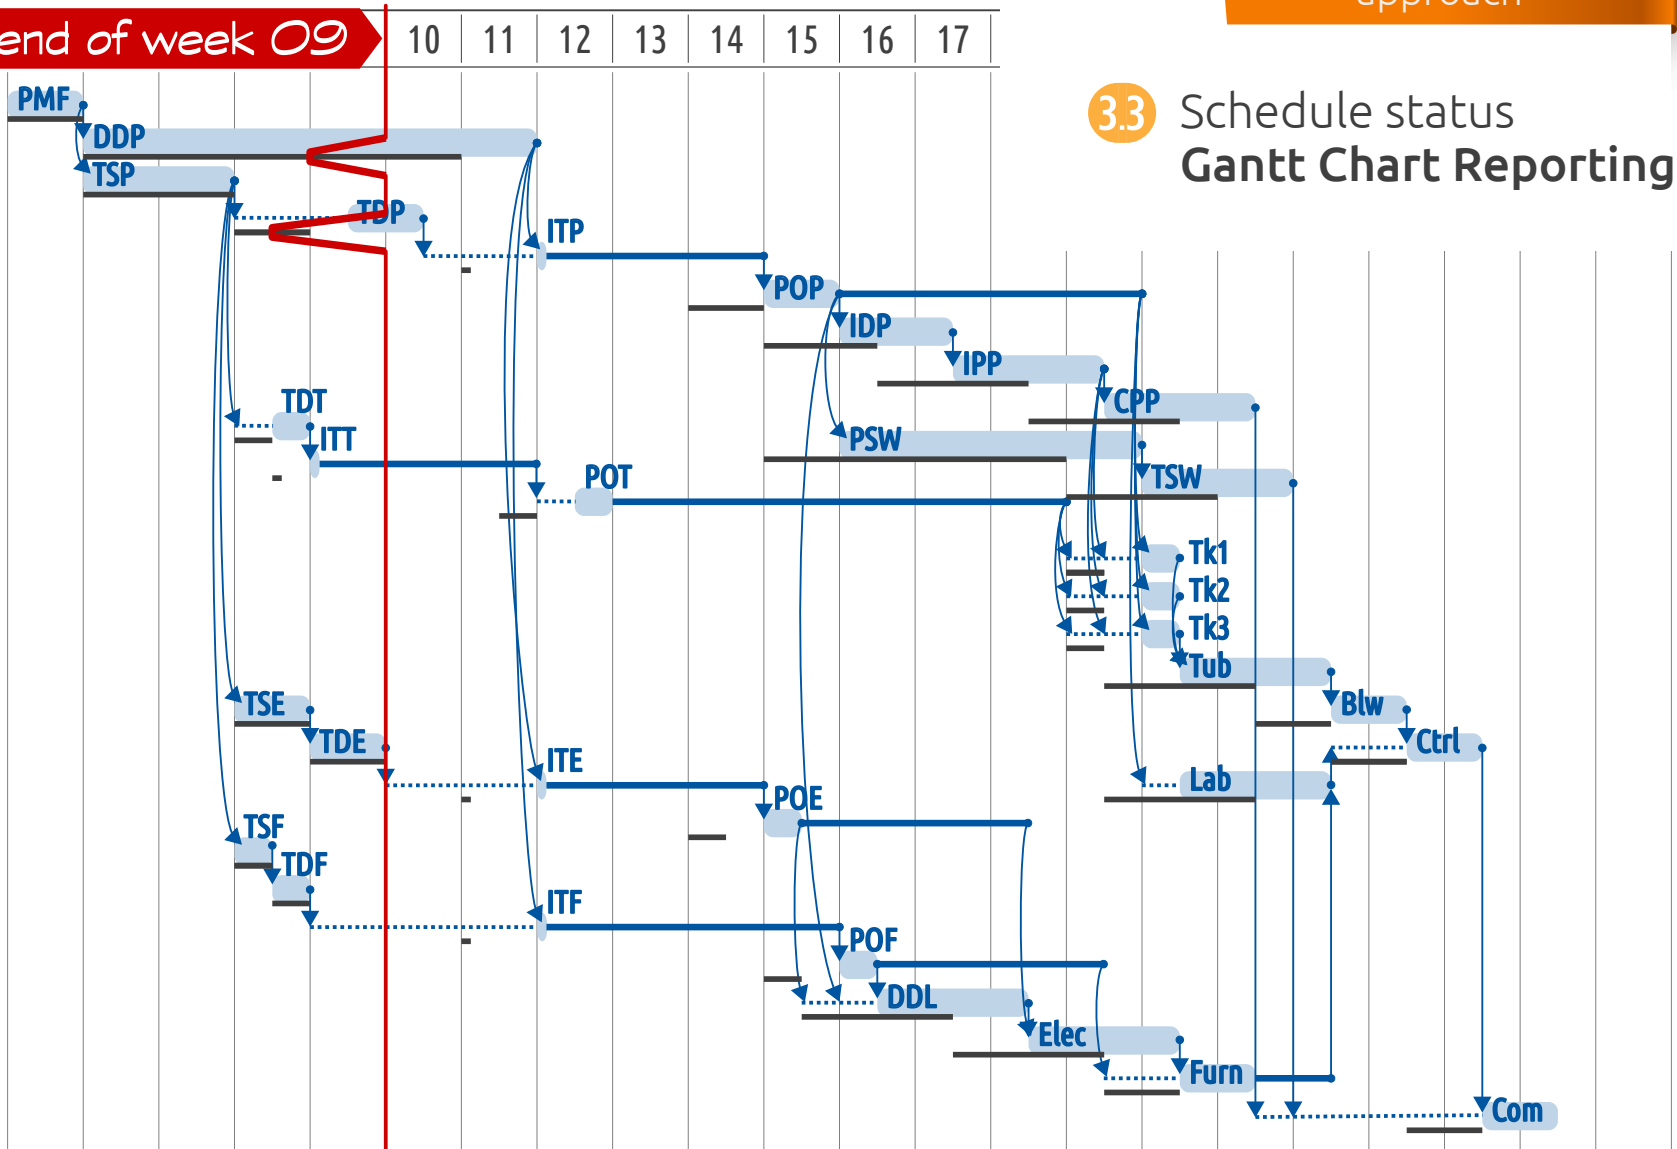 approach
end of week 09
10 11 12 13 14 15 16 17
3.3 Schedule status
Gantt Chart Reporting
PMF
DDP
TSP
TDP
ITP
POP
IDP
IPP
CPP
TDT
ITT
PSW
POT
TSW
Tk1
Tk2
Tk3
Tub
TSE
Blw
TDE
Ctrl
ITE
Lab
POE
TSF
TDF
ITF
POF
DDL
Elec
Furn
Com